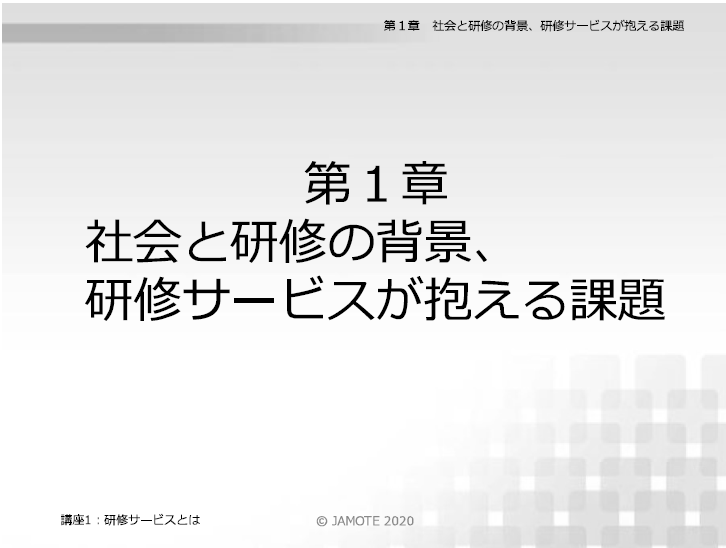 第１章　社会と研修の背景、研修サービスが抱える課題
第１章
社会と研修の背景、
研修サービスが抱える課題
講座1：研修サービスとは
© JAMOTE 2020